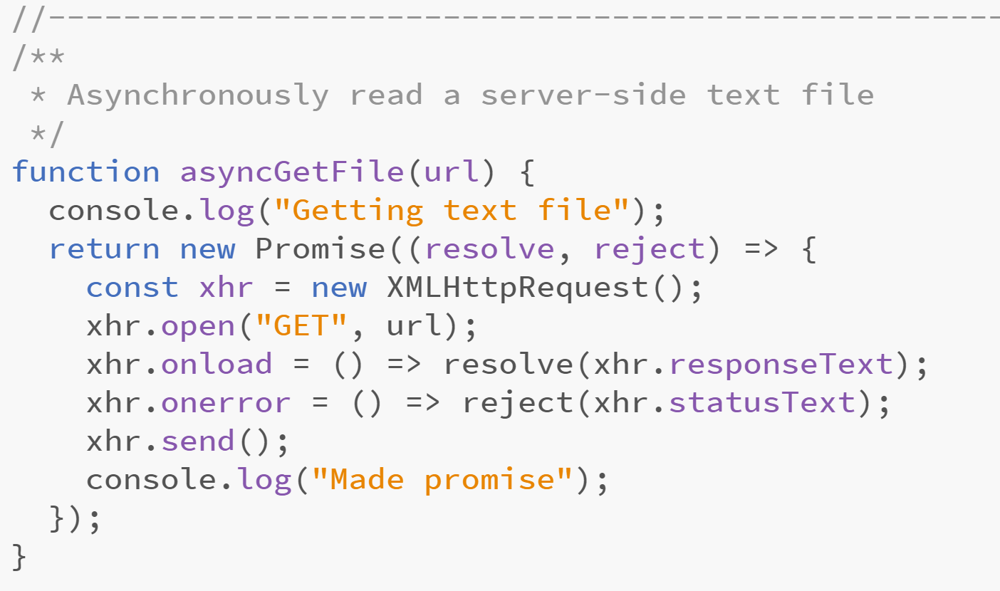 //---------------------------------------------------
/**
 * Asynchronously read a server-side text file
 */
function asyncGetFile(url) {
  console.log("Getting text file");
  return new Promise((resolve, reject) => {
    const xhr = new XMLHttpRequest();
    xhr.open("GET", url);
    xhr.onload = () => resolve(xhr.responseText);
    xhr.onerror = () => reject(xhr.statusText);
    xhr.send();
    console.log("Made promise");
  });
}